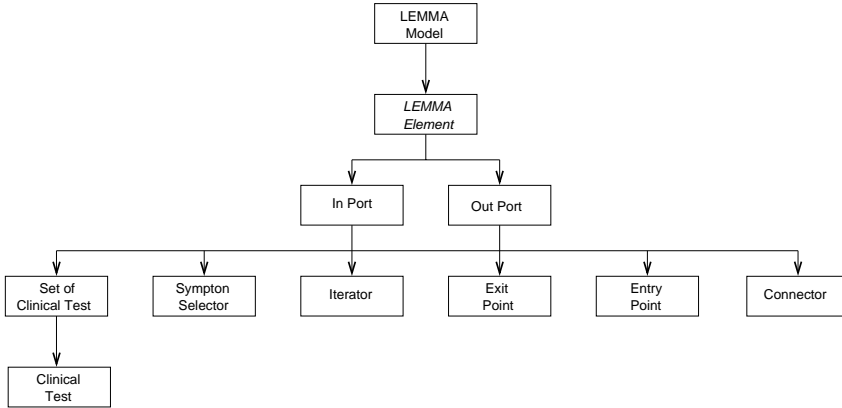 LEMMA
Model
LEMMA
Element
In Port
Out Port
Set of
Clinical Test
Sympton
Selector
Iterator
Exit
Point
Entry
Point
Connector
Clinical
Test